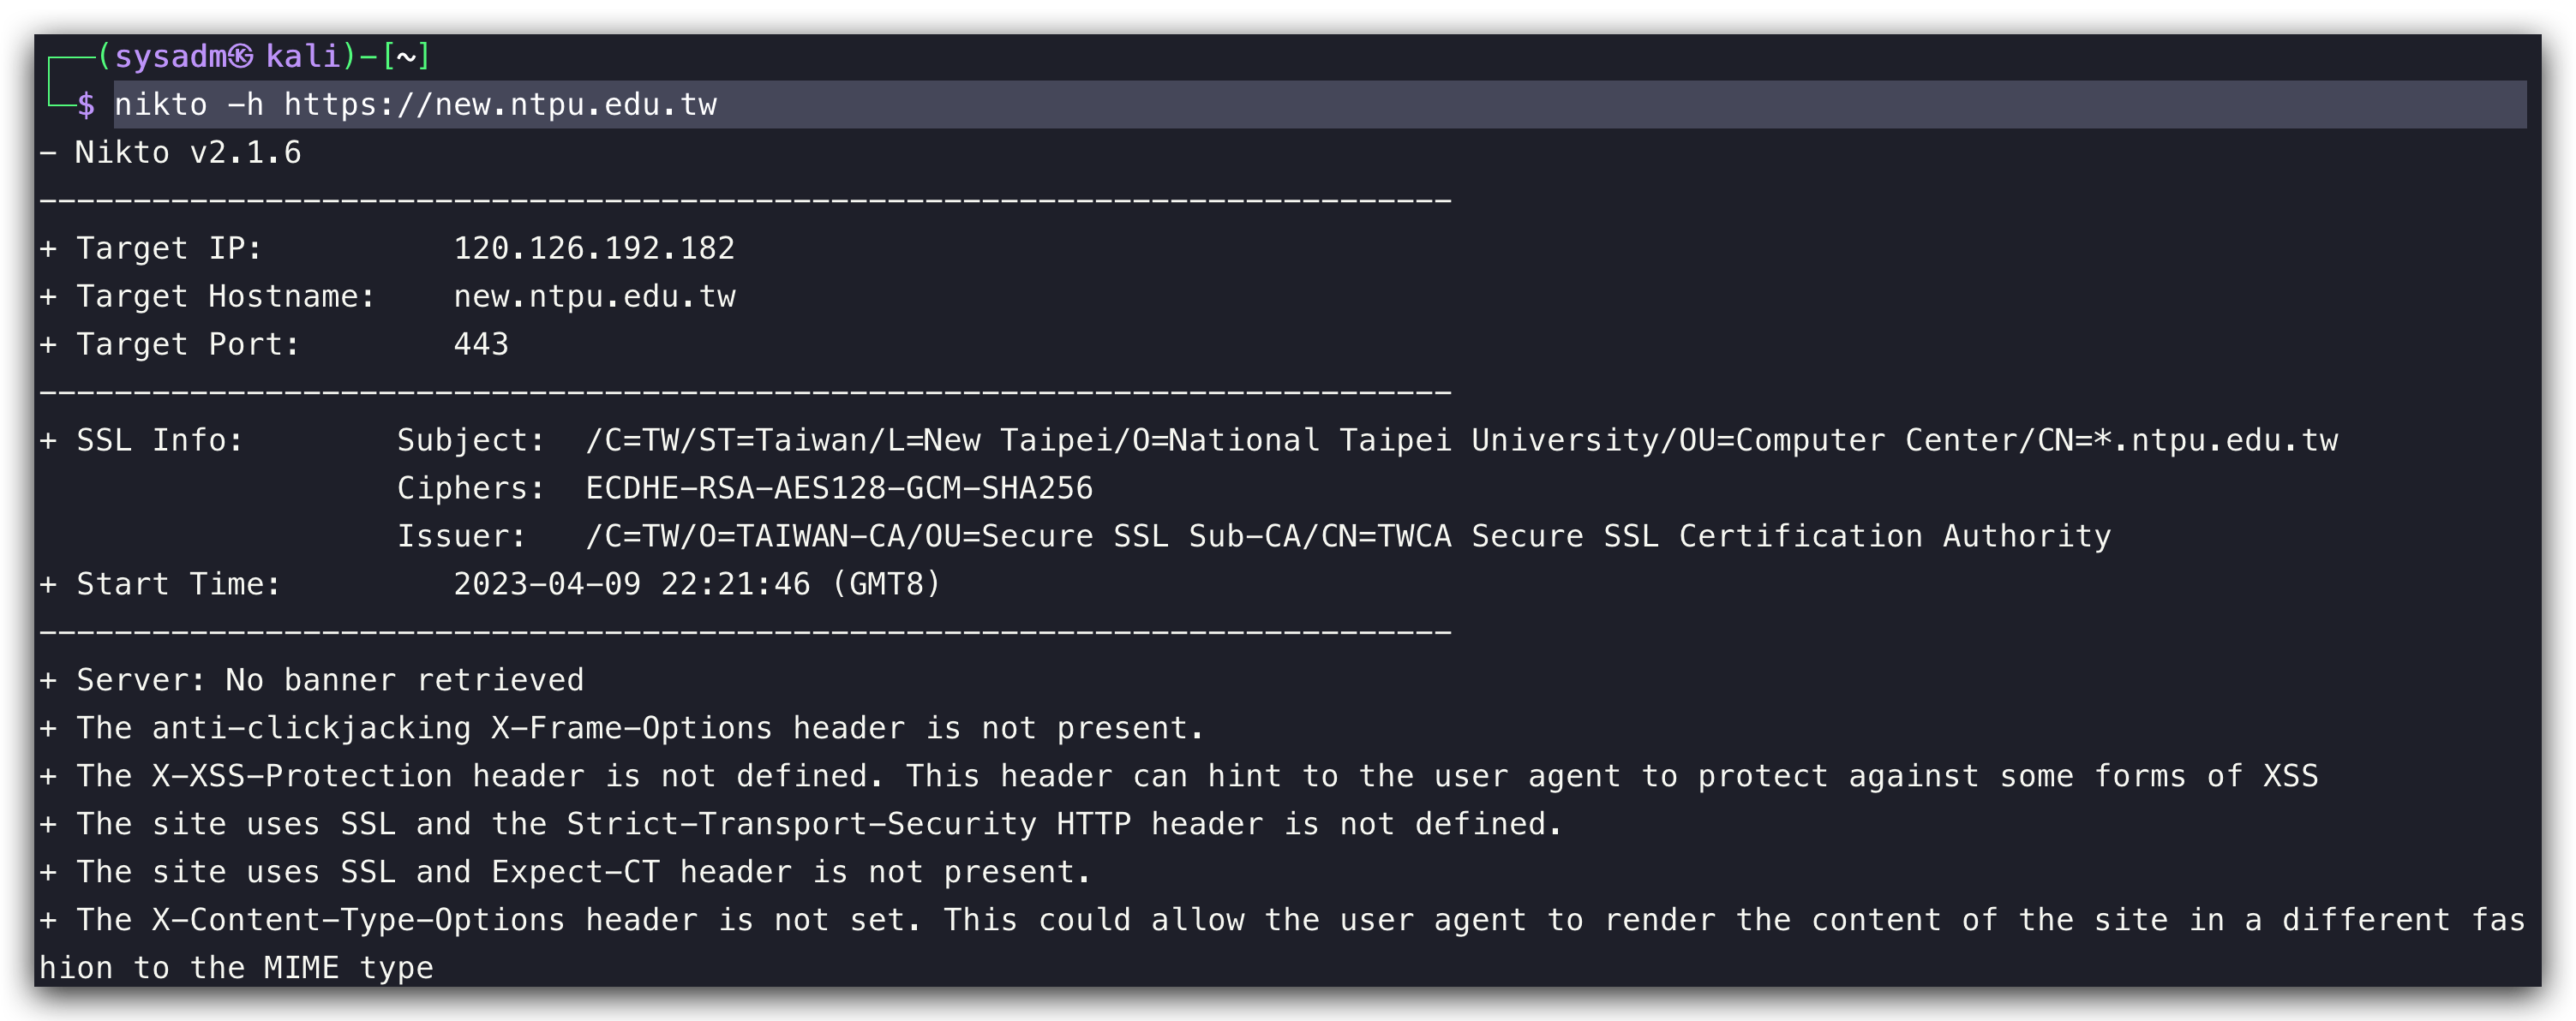 (sysadm㉿kali)-[~]
$ nikto -h https://new.ntpu.edu.tw
- Nikto v2.1.6
---------------------------------------------------------------------------
+ Target IP:          120.126.192.182
+ Target Hostname:    new.ntpu.edu.tw
+ Target Port:        443
---------------------------------------------------------------------------
+ SSL Info:        Subject:  /C=TW/ST=Taiwan/L=New Taipei/O=National Taipei University/OU=Computer Center/CN=*.ntpu.edu.tw
                   Ciphers:  ECDHE-RSA-AES128-GCM-SHA256
                   Issuer:   /C=TW/O=TAIWAN-CA/OU=Secure SSL Sub-CA/CN=TWCA Secure SSL Certification Authority
+ Start Time:         2023-04-09 22:21:46 (GMT8)
---------------------------------------------------------------------------
+ Server: No banner retrieved
+ The anti-clickjacking X-Frame-Options header is not present.
+ The X-XSS-Protection header is not defined. This header can hint to the user agent to protect against some forms of XSS
+ The site uses SSL and the Strict-Transport-Security HTTP header is not defined.
+ The site uses SSL and Expect-CT header is not present.
+ The X-Content-Type-Options header is not set. This could allow the user agent to render the content of the site in a different fas
hion to the MIME type